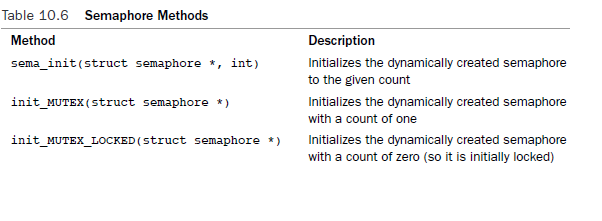 Table 10.6 Semaphore Methods
Method Description
sema_init(struct semaphore *, int) Initializes the dynamically created semaphore
to the given count
init_MUTEX(struct semaphore *) Initializes the dynamically created semaphore
with a count of one
init_MUTEX_LOCKED(struct semaphore *) Initializes the dynamically created semaphore
with a count of zero (so it is initially locked)